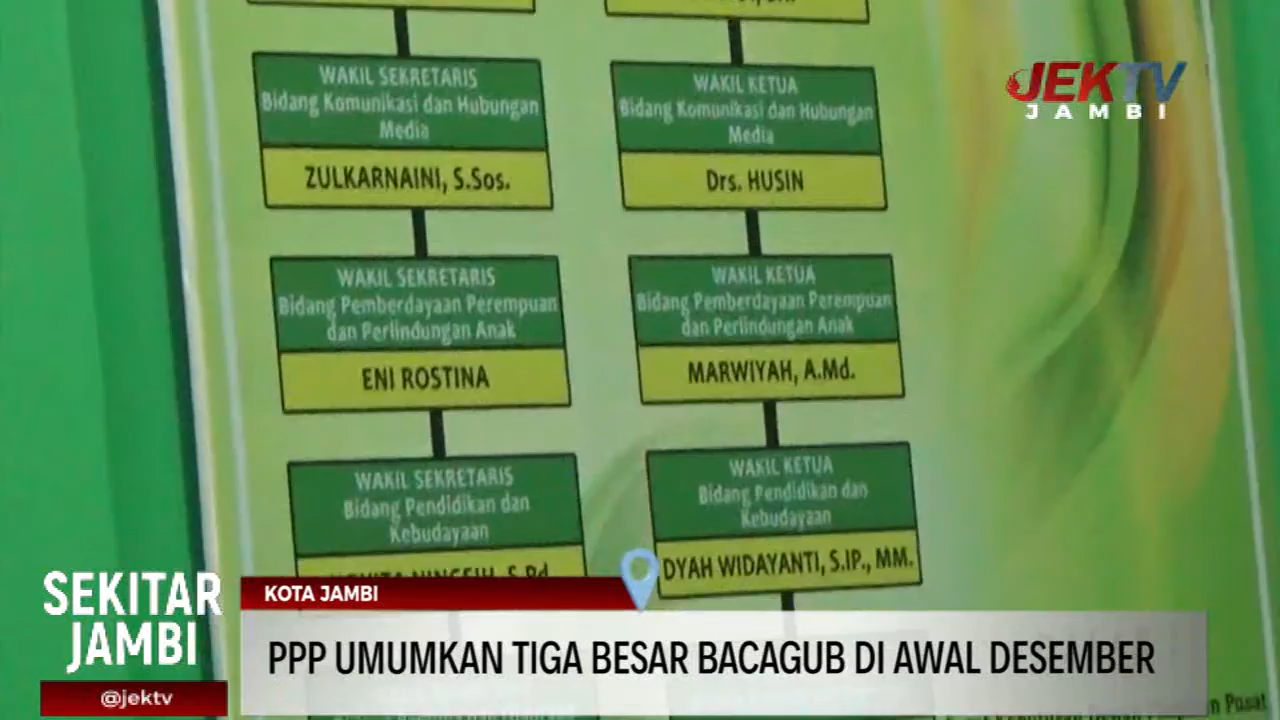 WAKIL SEKRETARIS
Bidang Komunikasi dan Hubungan
Media
ZULKARNAINI, S.Sos.
WAKIL KETUA
Bidang Komunikasi dan Hubungan
Media
Drs. HUSIN
JEKTV
JAMBI
WAKIL SEKRETARIS
Bidang Pemberdayaan Perempuan
dan Perlindungan Anak
ENI ROSTINA
WAKIL KETUA
Bidang Pemberdayaan Perempuan
dan Perlindungan Anak
MARWIYAH, A.Md.
WAKIL SEKRETARIS
Bidang Pendidikan dan
Kebudayaan
WAKIL KETUA
Bidang Pendidikan dan
Kebudayaan
DYAH WIDAYANTI, S.IP., MM.
SEKITAR
JAMBI
@jektv
KOTA JAMBI
PPP UMUMKAN TIGA BESAR BACAGUB DI AWAL DESEMBER
Pusat